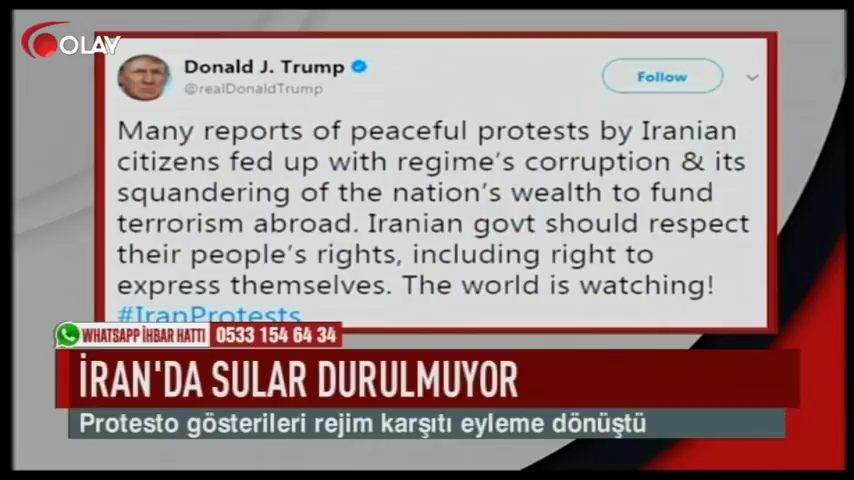 OLAY
Donald J. Trump
@realDonaldTrump
Follow
Many reports of peaceful protests by Iranian
citizens fed up with regime's corruption & its
squandering of the nation's wealth to fund
terrorism abroad. Iranian govt should respect
their people's rights, including right to
express themselves. The world is watching!
#IranProtests
WHATSAPP İHBAR HATTI 0533 154 64 34
İRAN'DA SULAR DURULMUYOR
Protesto gösterileri rejim karşıtı eyleme dönüştü